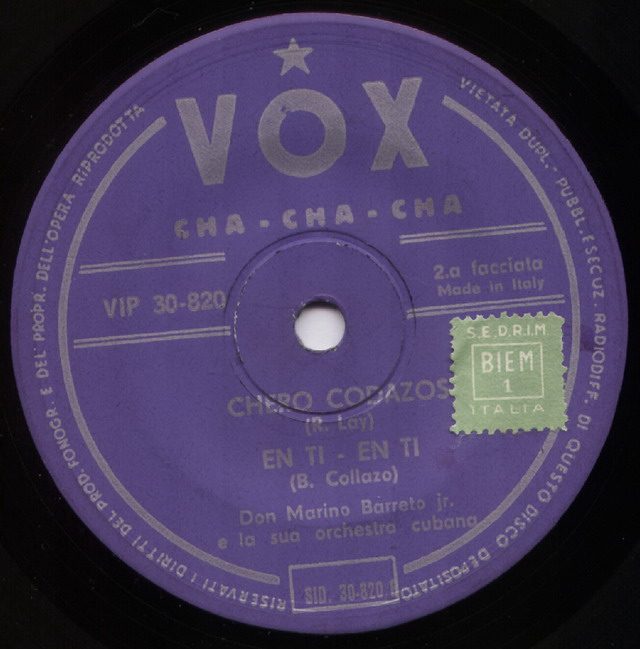 VOX
CHA - CHA - CHA
VIP 30-820
2.a facciata
Made in Italy
S.E.D.R.I.M
BIEM
1
ITALIA
CHERO CODAZOS
(R. Lay)
EN TI - EN TI
(B. Collazo)
Don Marino Barreto jr.
e la sua orchestra cubana
SID. 30-820
RISERVATI I DIRITTI DEL PROD. FONOGR. E DEL PROPR. DELL'OPERA RIPRODOTTA
VIETATA DUPL. - PUBBL. ESECUZ. RADIODIFF. DI QUESTO DISCO DEPOSITATO